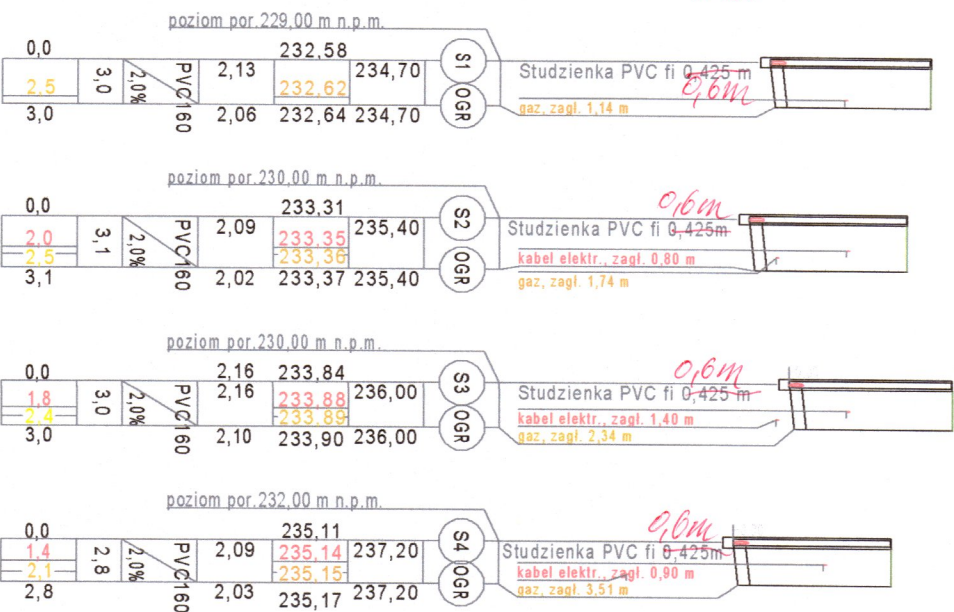 poziom por.229,00 m n.p.m.
0,0 232,58 S1
2,5 3,0 2,0% PVC160 2,13 232,62 234,70 Studzienka PVC fi 0,425 m 0,6m
3,0 2,06 232,64 234,70 OGR gaz, zagł. 1,14 m
poziom por.230,00 m n.p.m.
0,0 233,31 S2 0,6m
2,0 3,1 2,0% PVC160 2,09 233,35 235,40 Studzienka PVC fi 0,425m
2,5 233,36 kabel elektr., zagł. 0,80 m
3,1 2,02 233,37 235,40 OGR gaz, zagł. 1,74 m
poziom por.230,00 m n.p.m.
0,0 2,16 233,84 S3 0,6m
1,8 3,0 2,0% PVC160 2,16 233,88 236,00 Studzienka PVC fi 0,425 m
2,4 233,89 kabel elektr., zagł. 1,40 m
3,0 2,10 233,90 236,00 OGR gaz, zagł. 2,34 m
poziom por.232,00 m n.p.m.
0,0 235,11 S4 0,6m
1,4 2,8 2,0% PVC160 2,09 235,14 237,20 Studzienka PVC fi 0,425m
2,1 235,15 kabel elektr., zagł. 0,90 m
2,8 2,03 235,17 237,20 OGR gaz, zagł. 3,51 m